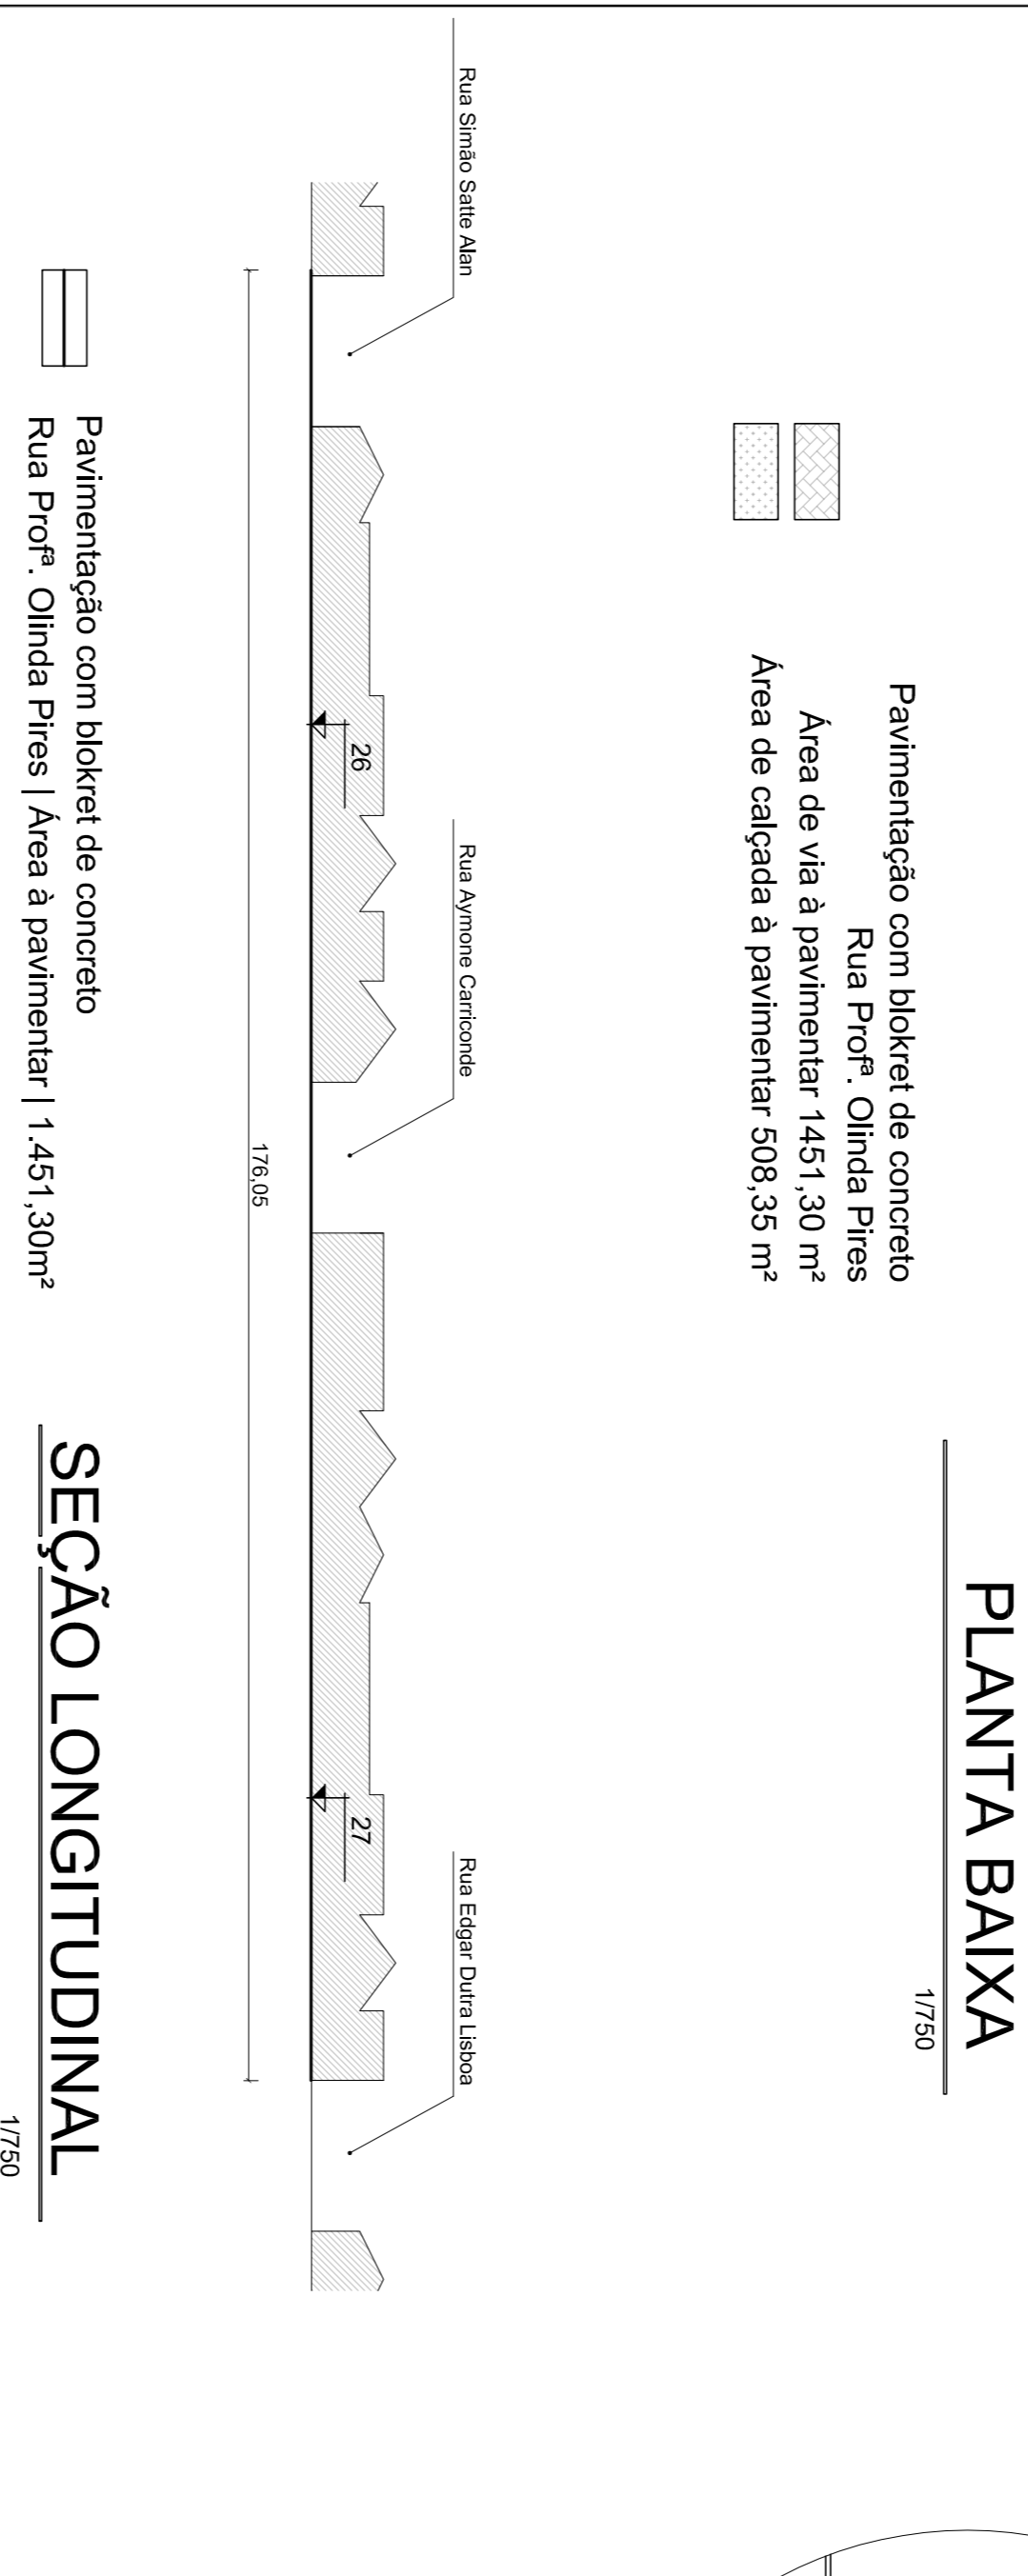 PLANTA BAIXA
1/750
Pavimentação com blokret de concreto
Rua Profª. Olinda Pires
Área de via à pavimentar 1451,30 m²
Área de calçada à pavimentar 508,35 m²
Rua Simão Satte Alan
Rua Aymone Carriconde
Rua Edgar Dutra Lisboa
26
27
176,05
Pavimentação com blokret de concreto
Rua Profª. Olinda Pires | Área à pavimentar | 1.451,30m²
SEÇÃO LONGITUDINAL
1/750